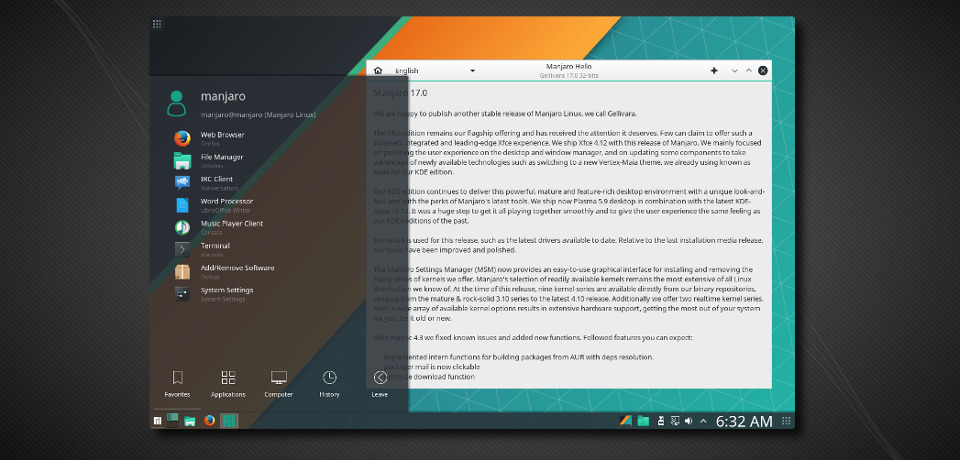 manjaro
manjaro@manjaro (Manjaro Linux)
Web Browser
Firefox
File Manager
Dolphin
IRC Client
Konversation
Word Processor
LibreOffice Writer
Music Player Client
Cantata
Terminal
Konsole
Add/Remove Software
Octopi
System Settings
System Settings
Favorites
Applications
Computer
History
Leave
English
Manjaro Hello
Gellivara 17.0 32-bits
Manjaro 17.0
We are happy to publish another stable release of Manjaro Linux, we call Gellivara.
The Xfce edition remains our flagship offering and has received the attention it deserves. Few can claim to offer such a
polished, integrated and leading-edge Xfce experience. We ship Xfce 4.12 with this release of Manjaro. We mainly focused
on polishing the user experience on the desktop and window manager, and on updating some components to take
advantage of newly available technologies such as switching to a new Vertex-Maia theme, we already using known as
Maia for our KDE edition.
Our KDE edition continues to deliver this powerful, mature and feature-rich desktop environment with a unique look-and-
feel, and with the perks of Manjaro's latest tools. We ship now Plasma 5.9 desktop in combination with the latest KDE-
Apps It was a huge step to get it all playing together smoothly and to give the user experience the same feeling as
our KDE editions of the past.
Kernel is used for this release, such as the latest drivers available to date. Relative to the last installation media release,
our tools have been improved and polished.
The Manjaro Settings Manager (MSM) now provides an easy-to-use graphical interface for installing and removing the
many series of kernels we offer. Manjaro's selection of readily available kernels remains the most extensive of all Linux
distributions we know of. At the time of this release, nine kernel-series are available directly from our binary repositories,
ranging from the mature & rock-solid 3.10 series to the latest 4.10 release. Additionally we offer two realtime kernel series.
Such a wide array of available kernel options results in extensive hardware support, getting the most out of your system
for you, be it old or new.
With Pamac 4.3 we fixed known issues and added new functions. Followed features you can expect:
- implemented intern functions for building packages from AUR with deps resolution.
packager mail is now clickable
download function
6:32 AM